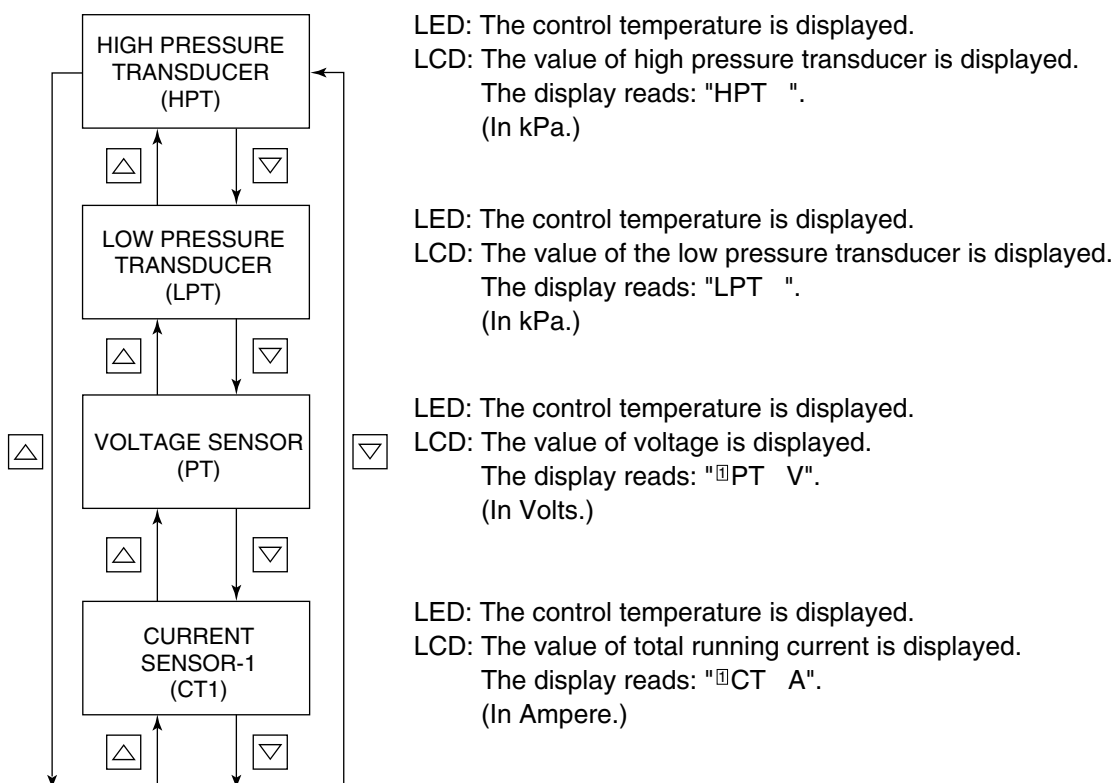 HIGH PRESSURE
TRANSDUCER
(HPT)
LED: The control temperature is displayed.
LCD: The value of high pressure transducer is displayed.
The display reads: "HPT   ".
(In kPa.)
LOW PRESSURE
TRANSDUCER
(LPT)
LED: The control temperature is displayed.
LCD: The value of the low pressure transducer is displayed.
The display reads: "LPT   ".
(In kPa.)
VOLTAGE SENSOR
(PT)
LED: The control temperature is displayed.
LCD: The value of voltage is displayed.
The display reads: "1PT   V".
(In Volts.)
CURRENT
SENSOR-1
(CT1)
LED: The control temperature is displayed.
LCD: The value of total running current is displayed.
The display reads: "1CT   A".
(In Ampere.)